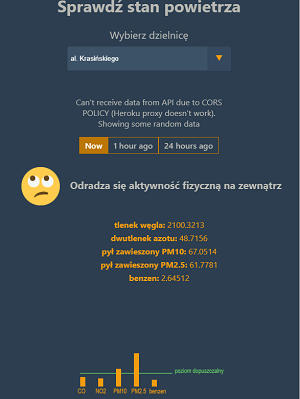 Sprawdź stan powietrza
Wybierz dzielnicę
al. Krasińskiego
Can't receive data from API due to CORS
POLICY (Heroku proxy doesn't work).
Showing some random data
Now 1 hour ago 24 hours ago
Odradza się aktywność fizyczną na zewnątrz
tlenek węgla: 2100.3213
dwutlenek azotu: 48.7156
pył zawieszony PM10: 67.0514
pył zawieszony PM2.5: 61.7781
benzen: 2.64512
poziom dopuszczalny
CO NO2 PM10 PM2.5 benzen